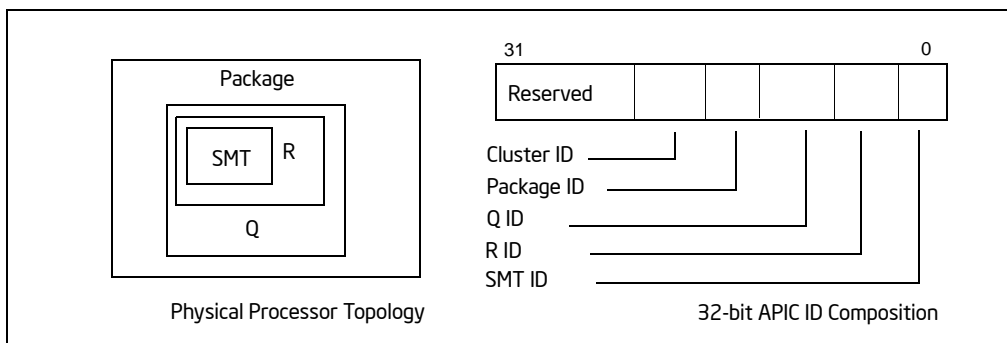 Package
SMT
R
Q
Physical Processor Topology
31
0
Reserved
Cluster ID
Package ID
Q ID
R ID
SMT ID
32-bit APIC ID Composition